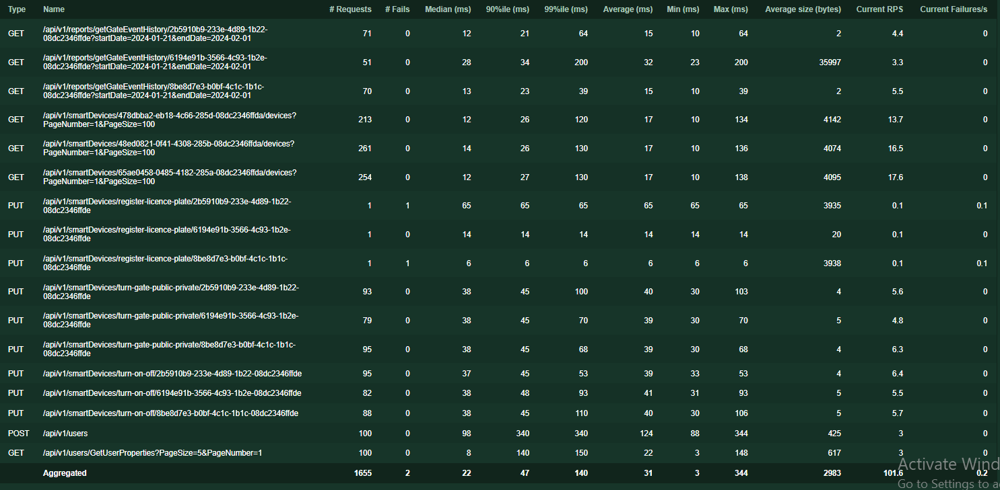 Type Name # Requests # Fails Median (ms) 90%ile (ms) 99%ile (ms) Average (ms) Min (ms) Max (ms) Average size (bytes) Current RPS Current Failures/s
GET /api/v1/reports/getGateEventHistory/2b5910b9-233e-4d89-1b22- 71 0 12 21 64 15 10 64 2 4.4 0
08dc2346ffde?startDate=2024-01-21&endDate=2024-02-01
GET /api/v1/reports/getGateEventHistory/6194e91b-3566-4c93-1b2e- 51 0 28 34 200 32 23 200 35997 3.3 0
08dc2346ffde?startDate=2024-01-21&endDate=2024-02-01
GET /api/v1/reports/getGateEventHistory/8be8d7e3-b0bf-4c1c-1b1c- 70 0 13 23 39 15 10 39 2 5.5 0
08dc2346ffde?startDate=2024-01-21&endDate=2024-02-01
GET /api/v1/smartDevices/478dbba2-eb18-4c66-285d-08dc2346ffda/devices? 213 0 12 26 120 17 10 134 4142 13.7 0
PageNumber=1&PageSize=100
GET /api/v1/smartDevices/48ed0821-0f41-4308-285b-08dc2346ffda/devices? 261 0 14 26 130 17 10 136 4074 16.5 0
PageNumber=1&PageSize=100
GET /api/v1/smartDevices/65ae0458-0485-4182-285a-08dc2346ffda/devices? 254 0 12 27 130 17 10 138 4095 17.6 0
PageNumber=1&PageSize=100
PUT /api/v1/smartDevices/register-licence-plate/2b5910b9-233e-4d89-1b22- 1 1 65 65 65 65 65 65 3935 0.1 0.1
08dc2346ffde
PUT /api/v1/smartDevices/register-licence-plate/6194e91b-3566-4c93-1b2e- 1 0 14 14 14 14 14 14 20 0.1 0
08dc2346ffde
PUT /api/v1/smartDevices/register-licence-plate/8be8d7e3-b0bf-4c1c-1b1c- 1 1 6 6 6 6 6 6 3938 0.1 0.1
08dc2346ffde
PUT /api/v1/smartDevices/turn-gate-public-private/2b5910b9-233e-4d89-1b22- 93 0 38 45 100 40 30 103 4 5.6 0
08dc2346ffde
PUT /api/v1/smartDevices/turn-gate-public-private/6194e91b-3566-4c93-1b2e- 79 0 38 45 70 39 30 70 5 4.8 0
08dc2346ffde
PUT /api/v1/smartDevices/turn-gate-public-private/8be8d7e3-b0bf-4c1c-1b1c- 95 0 38 45 68 39 30 68 4 6.3 0
08dc2346ffde
PUT /api/v1/smartDevices/turn-on-off/2b5910b9-233e-4d89-1b22-08dc2346ffde 95 0 37 45 53 39 33 53 4 6.4 0
PUT /api/v1/smartDevices/turn-on-off/6194e91b-3566-4c93-1b2e-08dc2346ffde 82 0 38 48 93 41 31 93 5 5.5 0
PUT /api/v1/smartDevices/turn-on-off/8be8d7e3-b0bf-4c1c-1b1c-08dc2346ffde 88 0 38 45 110 40 30 106 5 5.7 0
POST /api/v1/users 100 0 98 340 340 124 88 344 425 3 0
GET /api/v1/users/GetUserProperties?PageSize=5&PageNumber=1 100 0 8 140 150 22 3 148 617 3 0
Aggregated 1655 2 22 47 140 31 3 344 2983 101.6 0.2
Activate Wind
Go to Settings to a